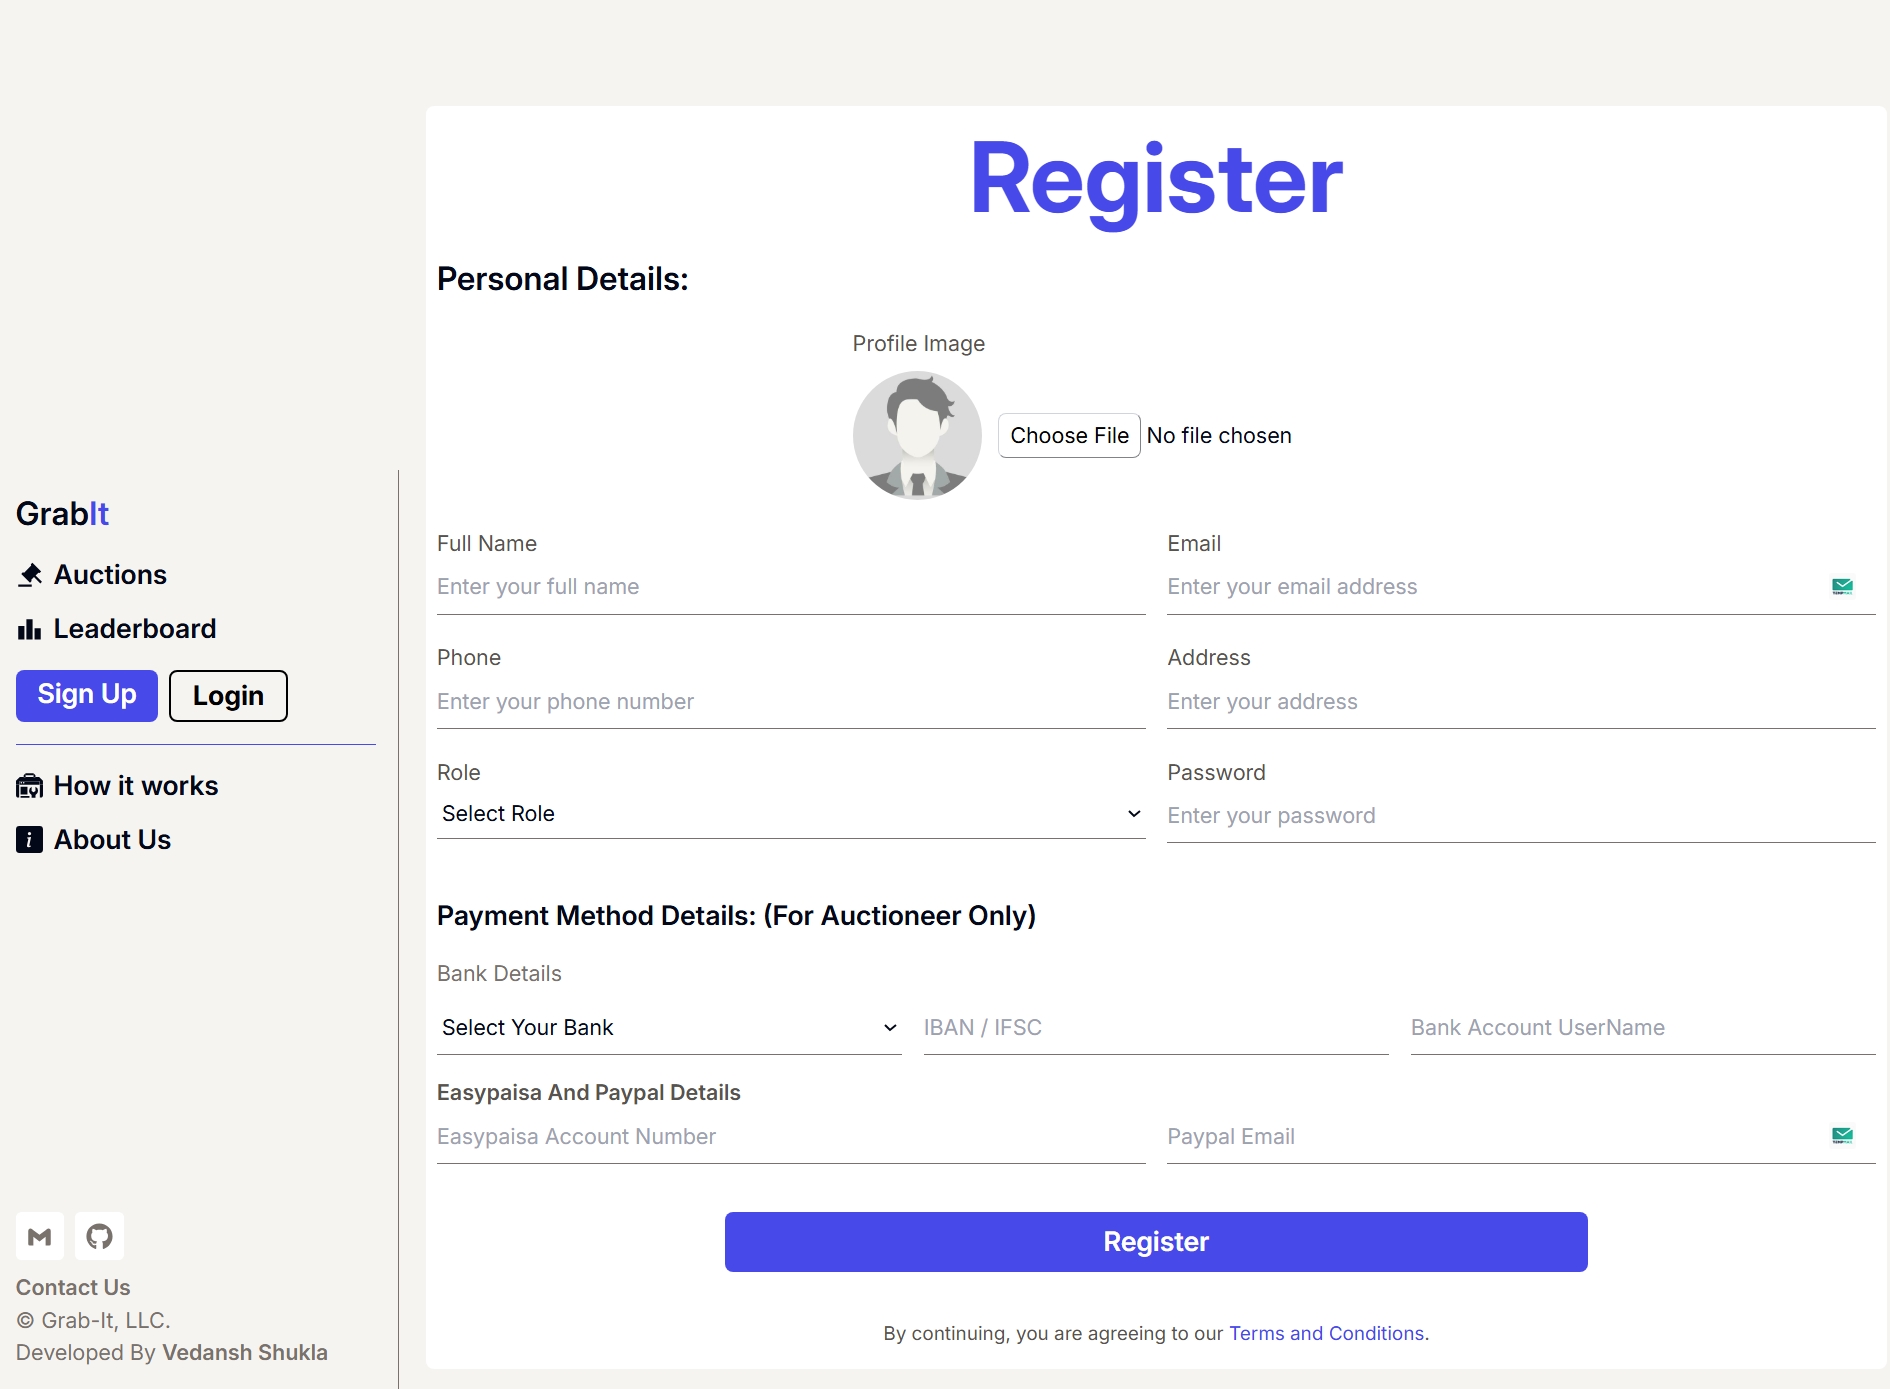 GrabIt
Auctions
Leaderboard
Sign Up
Login
How it works
About Us
Contact Us
© Grab-It, LLC.
Developed By Vedansh Shukla
Register
Personal Details:
Profile Image
Choose File No file chosen
Full Name
Enter your full name
Email
Enter your email address
Phone
Enter your phone number
Address
Enter your address
Role
Select Role
Password
Enter your password
Payment Method Details: (For Auctioneer Only)
Bank Details
Select Your Bank
IBAN / IFSC
Bank Account UserName
Easypaisa And Paypal Details
Easypaisa Account Number
Paypal Email
Register
By continuing, you are agreeing to our Terms and Conditions.